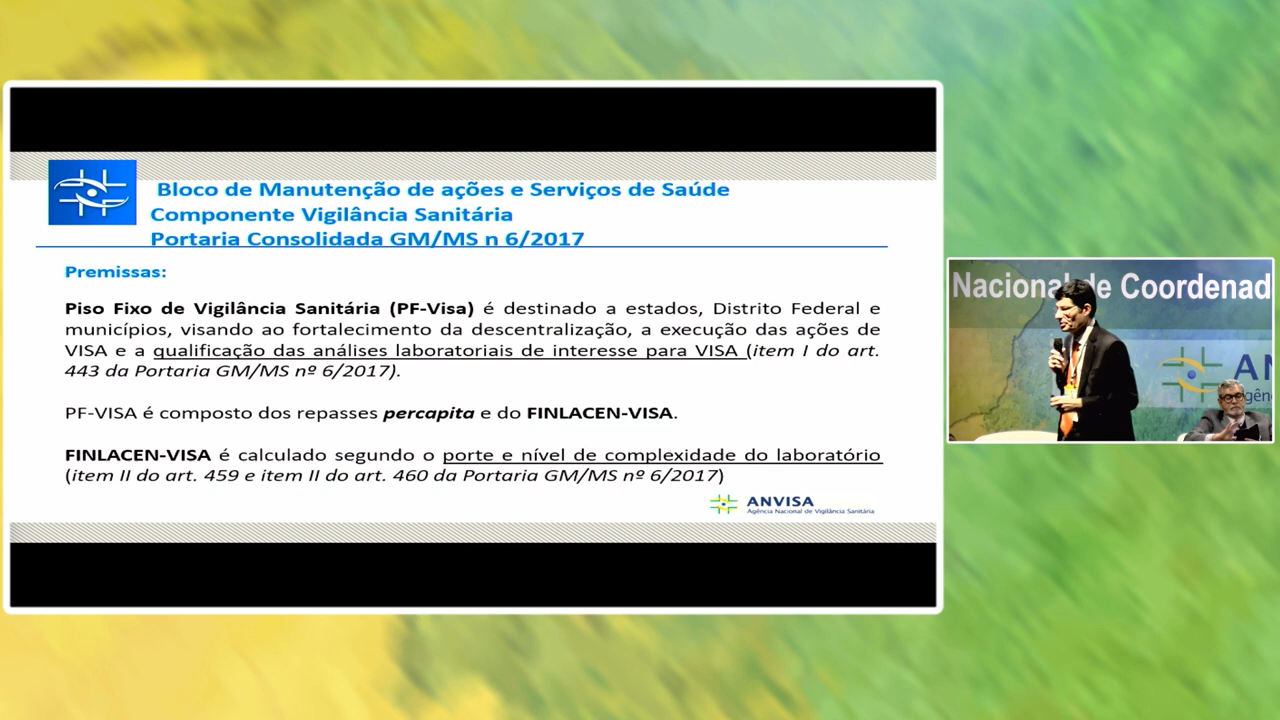 Bloco de Manutenção de ações e Serviços de Saúde
Componente Vigilância Sanitária
Portaria Consolidada GM/MS n 6/2017
Premissas:
Piso Fixo de Vigilância Sanitária (PF-Visa) é destinado a estados, Distrito Federal e
municípios, visando ao fortalecimento da descentralização, a execução das ações de
VISA e a qualificação das análises laboratoriais de interesse para VISA (item I do art.
443 da Portaria GM/MS nº 6/2017).
PF-VISA é composto dos repasses percapita e do FINLACEN-VISA.
FINLACEN-VISA é calculado segundo o porte e nível de complexidade do laboratório
(item II do art. 459 e item II do art. 460 da Portaria GM/MS nº 6/2017)
ANVISA
Agência Nacional de Vigilância Sanitária
Nacional de Coordenad
AN